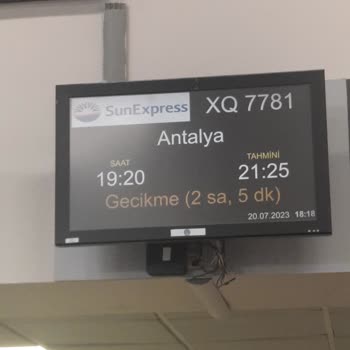 SunExpress XQ 7781
Antalya
SAAT TAHMİNİ
19:20 21:25
Gecikme (2 sa, 5 dk)
20.07.2023 18:18